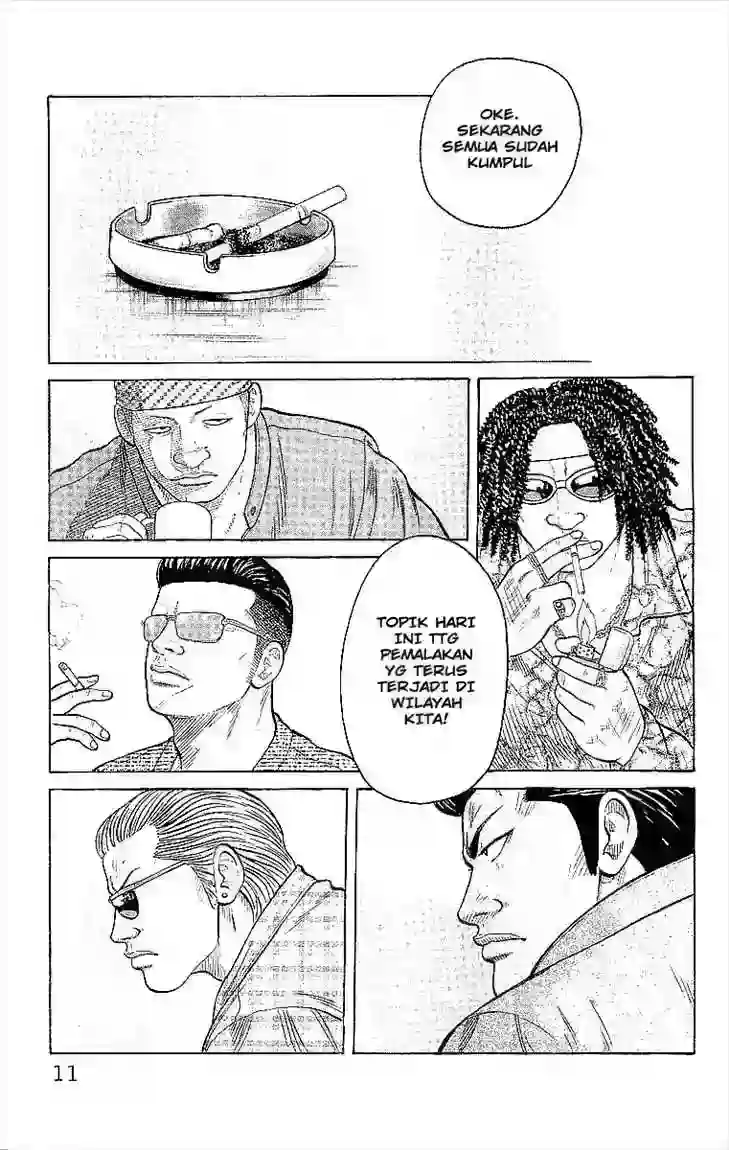 OKE.
SEKARANG
SEMUA SUDAH
KUMPUL
TOPIK HARI
INI TTG
PEMALAKAN
YG TERUS
TERJADI DI
WILAYAH
KITA!
11